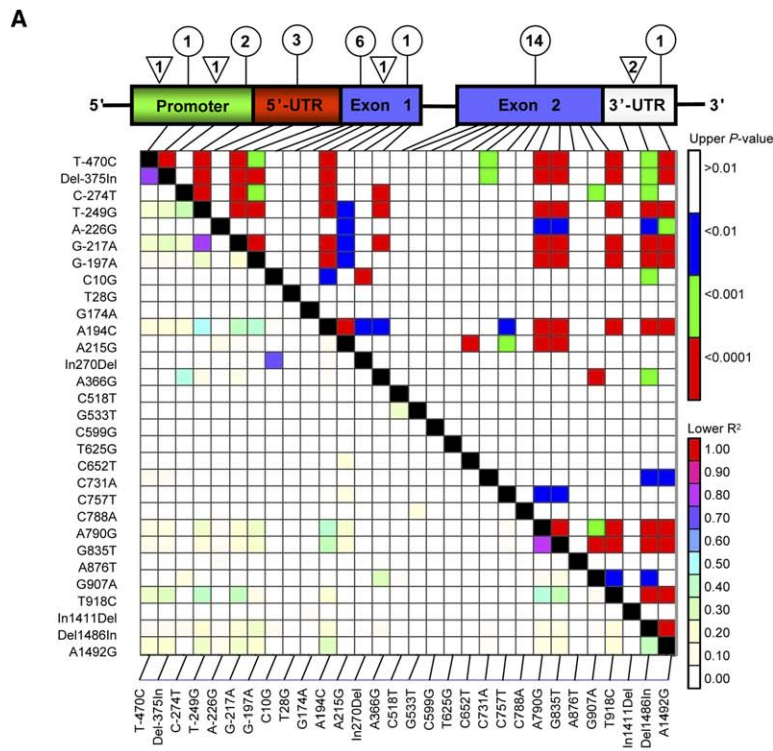 A
1 1 1 2 3 6 1 1 14 2 1
5' Promoter 5'-UTR Exon 1 Exon 2 3'-UTR 3'
Upper P-value
>0.01
<0.01
<0.001
<0.0001
T-470C
Del-375In
C-274T
T-249G
A-226G
G-217A
G-197A
C10G
T28G
G174A
A194C
A215G
In270Del
A366G
C518T
G533T
C599G
T625G
C652T
C731A
C757T
C788A
A790G
G835T
A876T
G907A
T918C
In1411Del
Del1486In
A1492G
Lower R²
1.00
0.90
0.80
0.70
0.60
0.50
0.40
0.30
0.20
0.10
0.00
T-470C
Del-375In
C-274T
T-249G
A-226G
G-217A
G-197A
C10G
T28G
G174A
A194C
A215G
In270Del
A366G
C518T
G533T
C599G
T625G
C652T
C731A
C757T
C788A
A790G
G835T
A876T
G907A
T918C
In1411Del
Del1486In
A1492G